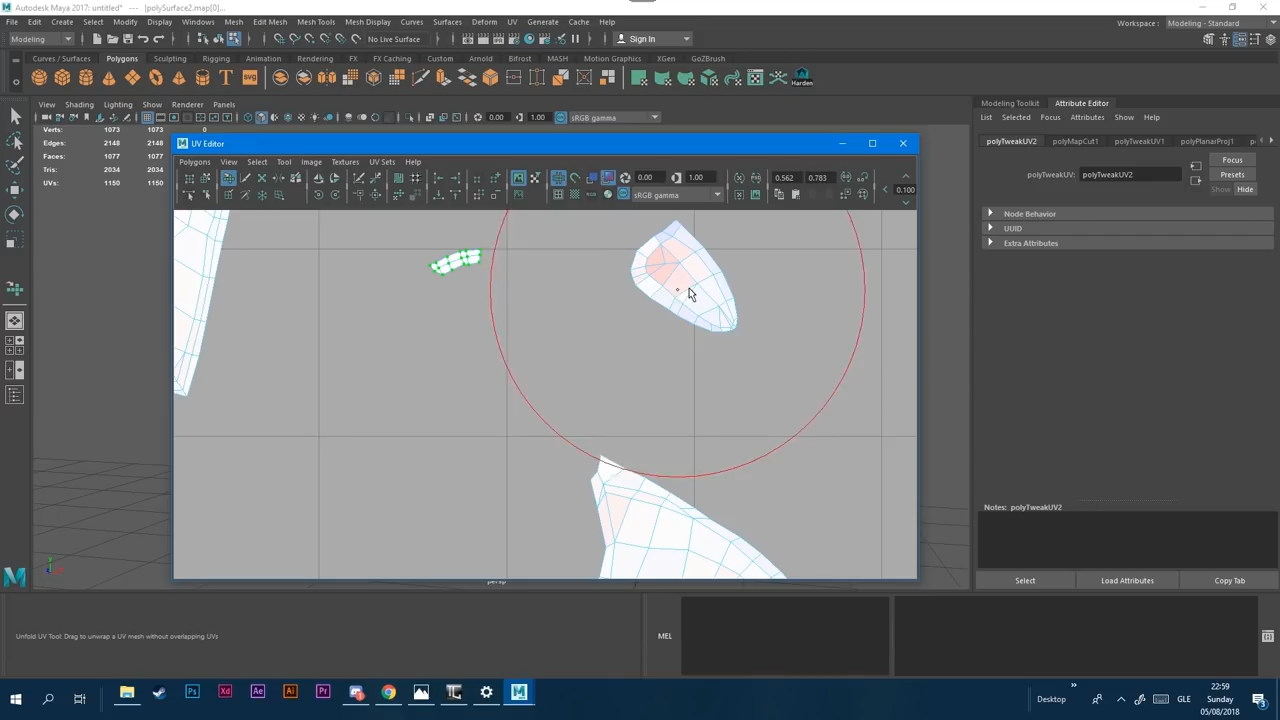 Autodesk Maya 2017: untitled* --- |polySurface2.map[0]...
File Edit Create Select Modify Display Windows Mesh Edit Mesh Mesh Tools Mesh Display Curves Surfaces Deform UV Generate Cache Help
Workspace : Modeling - Standard
Modeling No Live Surface Sign In
Curves / Surfaces Polygons Sculpting Rigging Animation Rendering FX FX Caching Custom Arnold Bifrost MASH Motion Graphics XGen GoZBrush
T SVG Harden
View Shading Lighting Show Renderer Panels
0.00 1.00 sRGB gamma
Modeling Toolkit Attribute Editor
List Selected Focus Attributes Show Help
Verts: 1073 1073 0
Edges: 2148 2148
Faces: 1077 1077
Tris: 2034 2034
UVs: 1150 1150
UV Editor
Polygons View Select Tool Image Textures UV Sets Help
0.00 1.00 0.562 0.783 0.100
sRGB gamma
polyTweakUV2 polyMapCut1 polyTweakUV1 polyPlanarProj1
polyTweakUV: polyTweakUV2
Focus
Presets
Show Hide
Node Behavior
UUID
Extra Attributes
Notes: polyTweakUV2
Select Load Attributes Copy Tab
persp
Unfold UV Tool: Drag to unwrap a UV mesh without overlapping UVs
MEL
Ps Xd Ae Ai Pr
Desktop » GLE
22:59
Sunday
05/08/2018